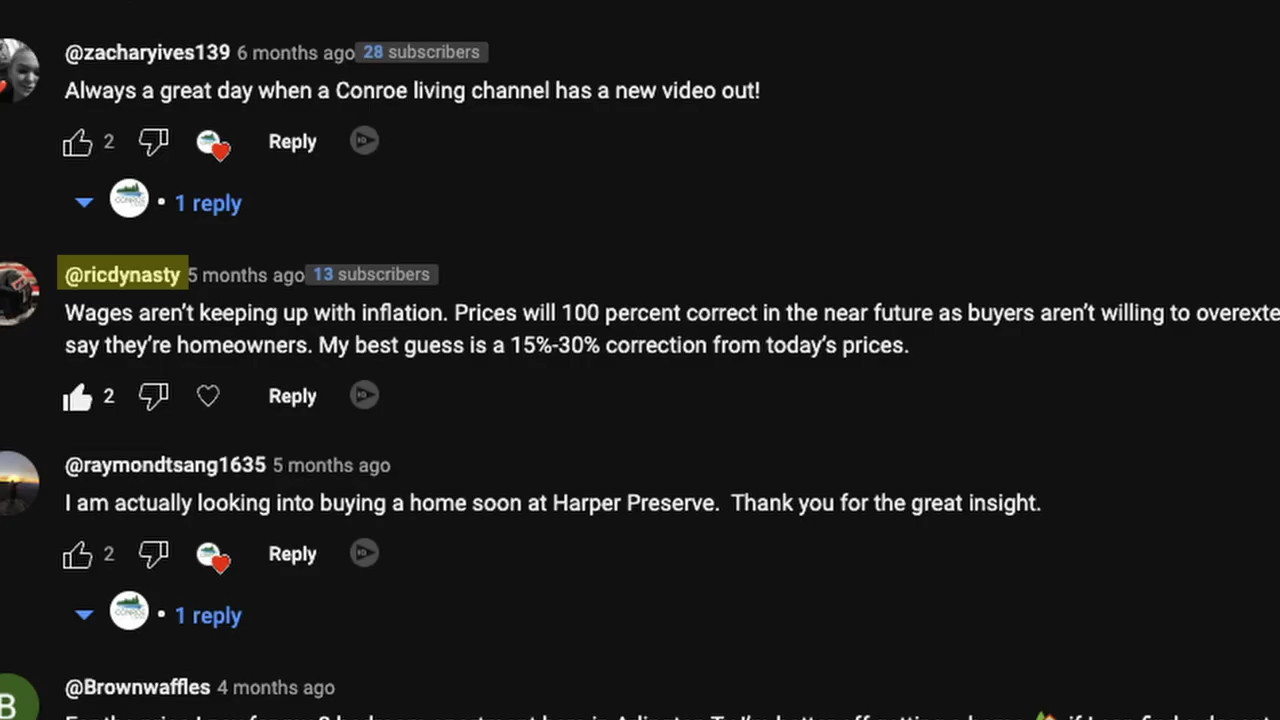 @zacharyives139 6 months ago 28 subscribers
Always a great day when a Conroe living channel has a new video out!
2 Reply
CONROE
• 1 reply
@ricdynasty 5 months ago 13 subscribers
Wages aren’t keeping up with inflation. Prices will 100 percent correct in the near future as buyers aren’t willing to overexte
say they’re homeowners. My best guess is a 15%-30% correction from today’s prices.
2 Reply
@raymondtsang1635 5 months ago
I am actually looking into buying a home soon at Harper Preserve. Thank you for the great insight.
2 Reply
CONROE
• 1 reply
B
@Brownwaffles 4 months ago